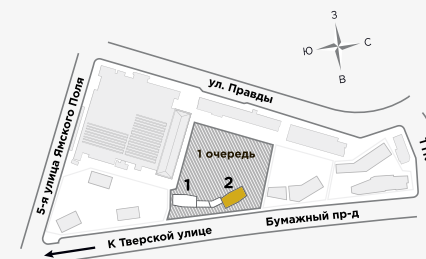 З
Ю
С
В
ул. Правды
5-я улица Ямского Поля
1 очередь
1
2
Бумажный пр-д
К Тверской улице